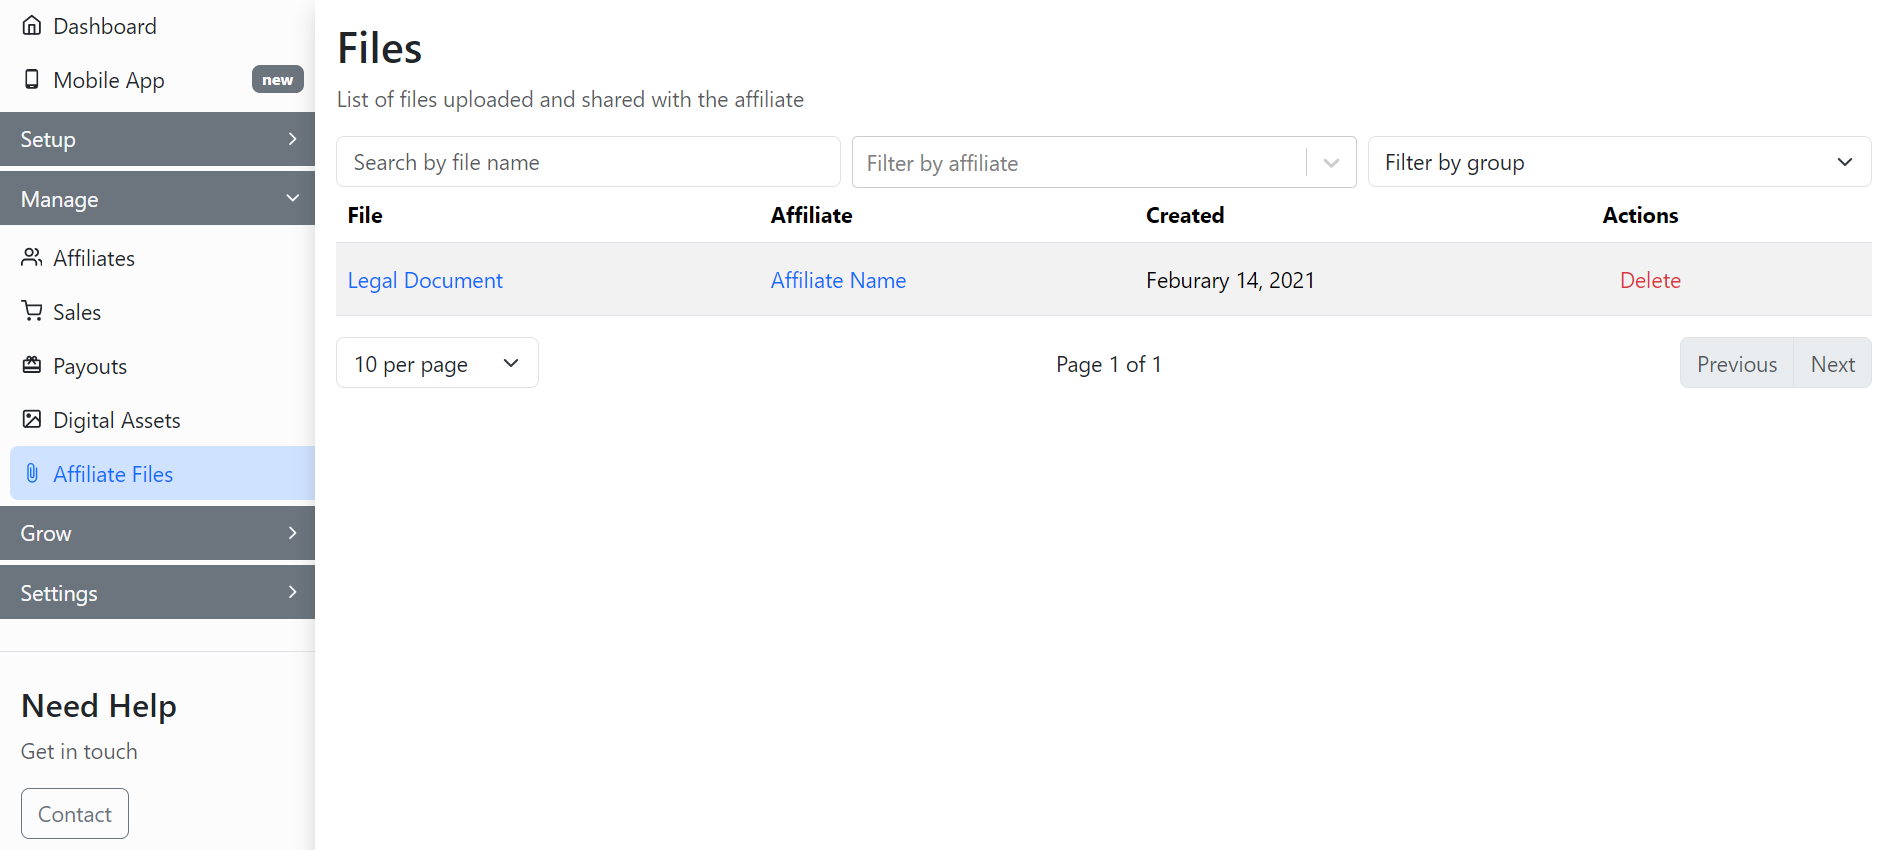 Dashboard
Mobile App new
Setup
Manage
Affiliates
Sales
Payouts
Digital Assets
Affiliate Files
Grow
Settings
Need Help
Get in touch
Contact
Files
List of files uploaded and shared with the affiliate
Search by file name Filter by affiliate Filter by group
File Affiliate Created Actions
Legal Document Affiliate Name Feburary 14, 2021 Delete
10 per page Page 1 of 1 Previous Next